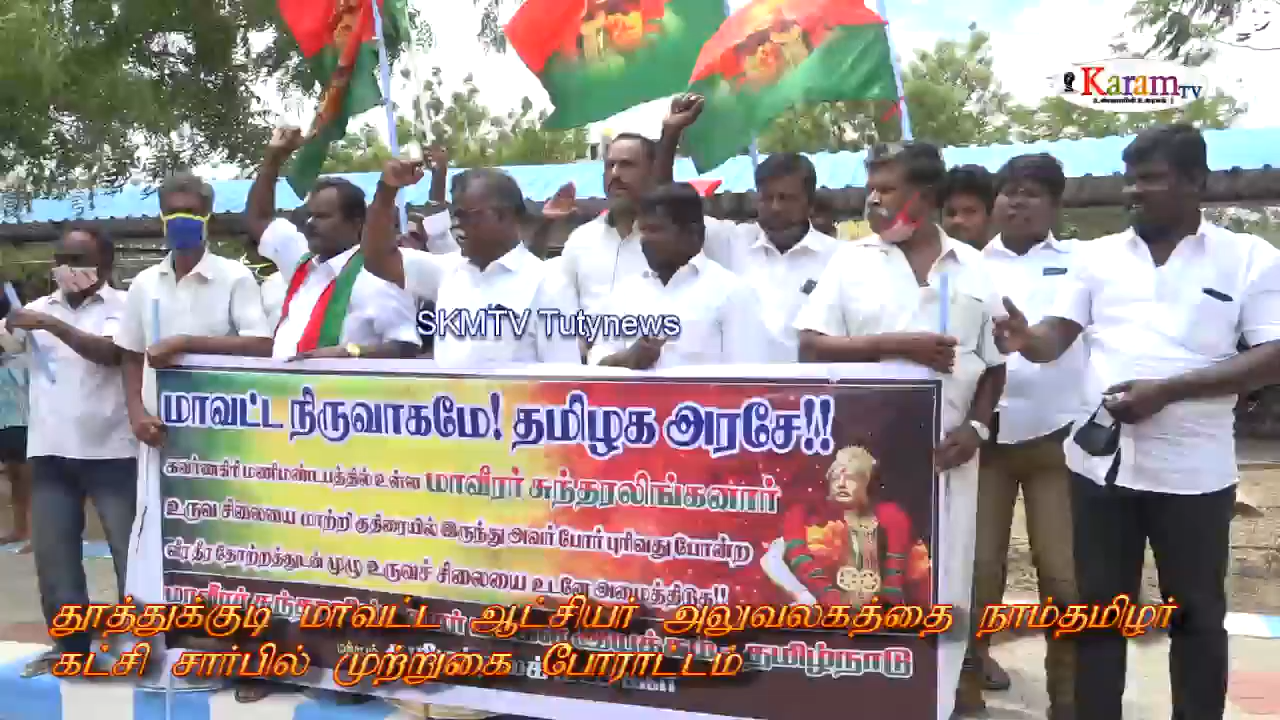 Karam TV
SKMTV Tutynews
மாவட்ட நிருவாகமே! தமிழக அரசே!!
கவர்ணகிரி மணிமண்டபத்தில் உள்ள மாவீரர் சுந்தரலிங்கனார்
உருவ சிலையை மாற்றி குதிரையில் இருந்து அவர் போர் புரிவது போன்ற
வீர தீர தோற்றத்துடன் முழு உருவச் சிலையை உடனே அமைத்திடுக!!
தமிழ்நாடு
தூத்துக்குடி மாவட்ட ஆட்சியர் அலுவலகத்தை நாம்தமிழர்
கட்சி சார்பில் முற்றுகை போராட்டம்